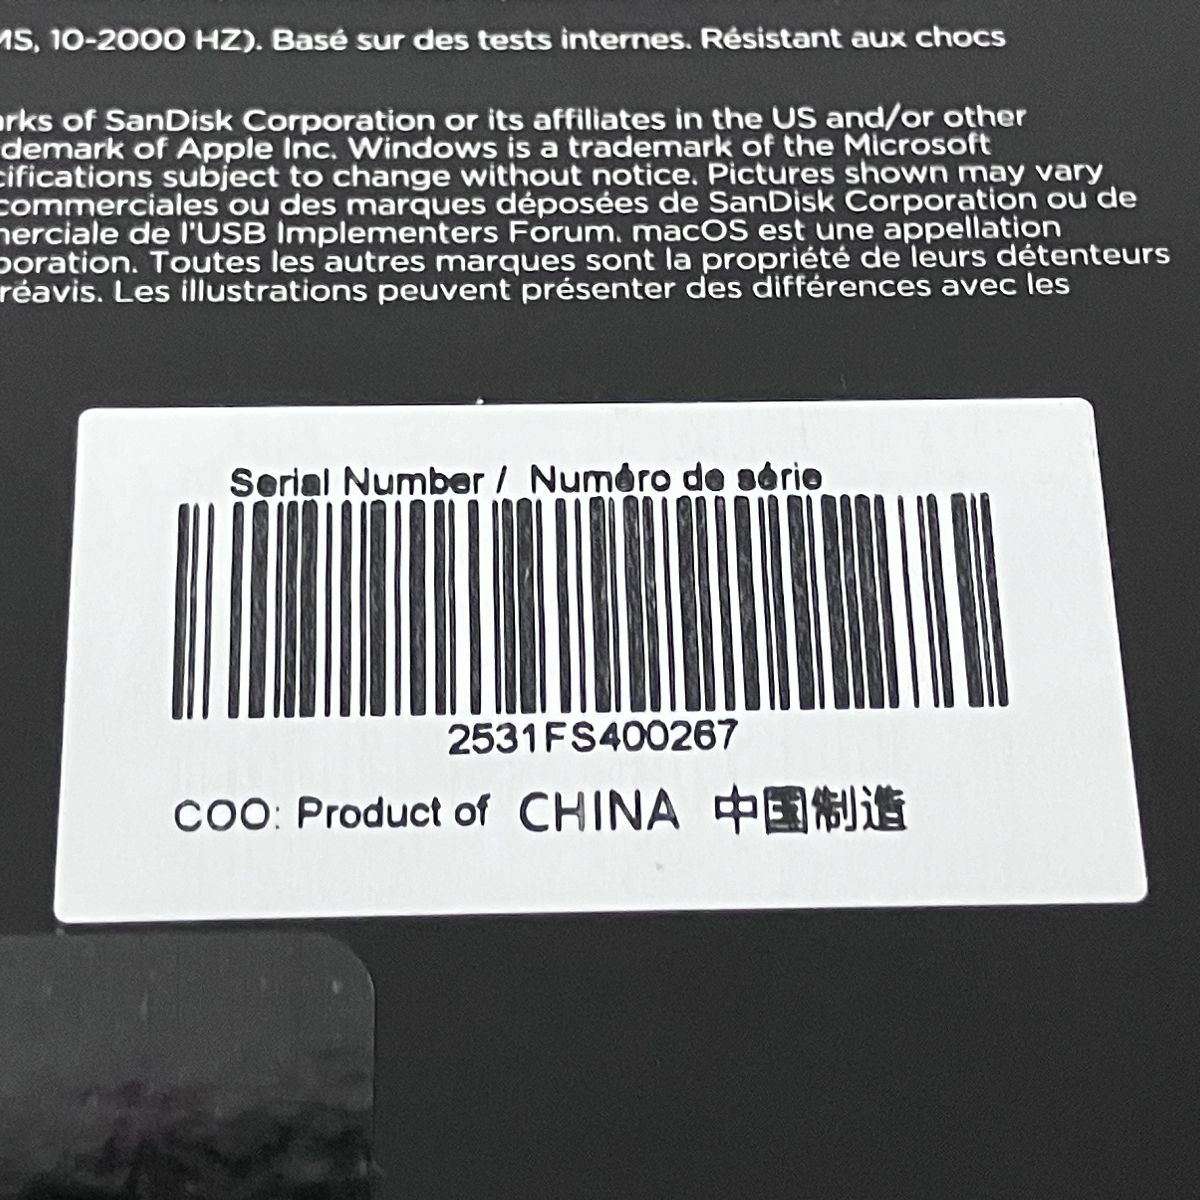 MS, 10-2000 HZ). Basé sur des tests internes. Résistant aux chocs
arks of SanDisk Corporation or its affiliates in the US and/or other
demark of Apple Inc. Windows is a trademark of the Microsoft
cifications subject to change without notice. Pictures shown may vary
commerciales ou des marques déposées de SanDisk Corporation ou de
nerciale de l'USB Implementers Forum. macOS est une appellation
poration. Toutes les autres marques sont la propriété de leurs détenteurs
réavis. Les illustrations peuvent présenter des différences avec les
Serial Number / Numéro de série
2531FS400267
COO: Product of CHINA 中国制造